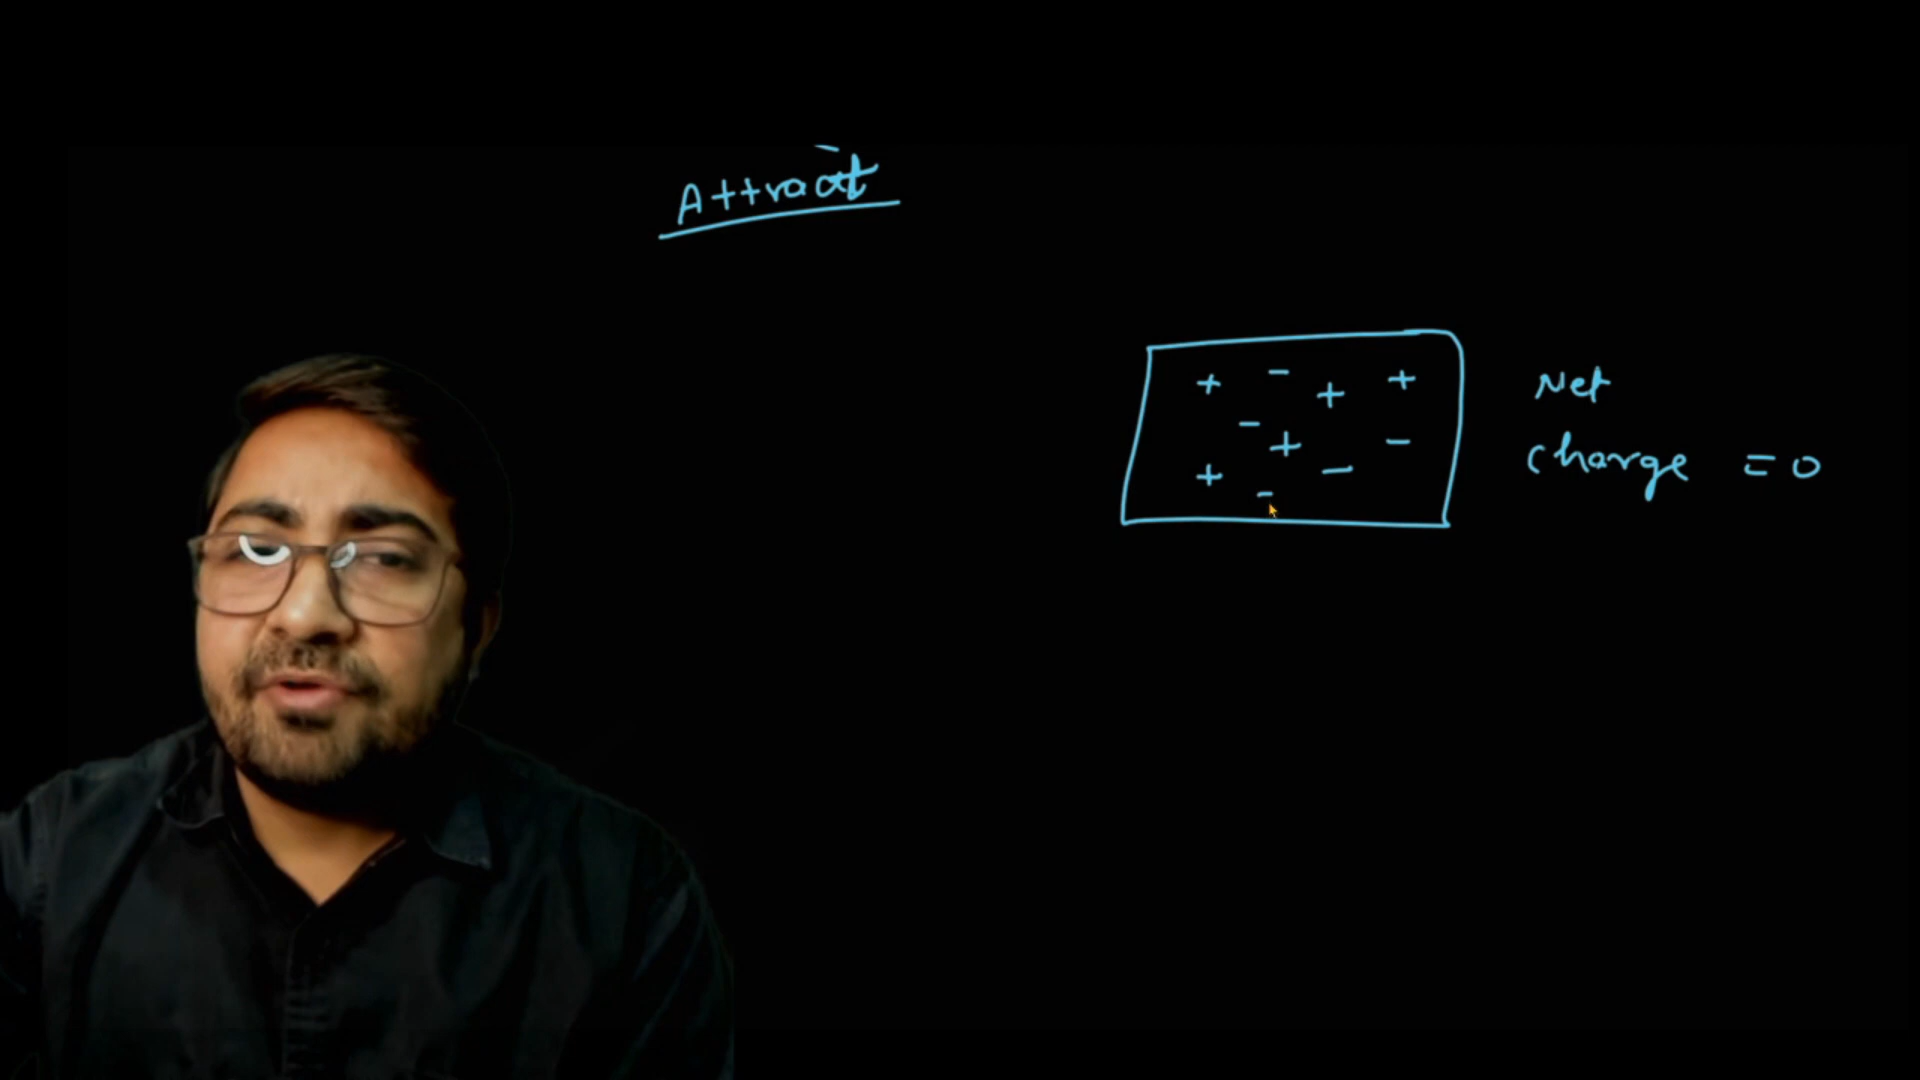 Attract
+ - + +
- + -
+ - -
Net
charge = 0